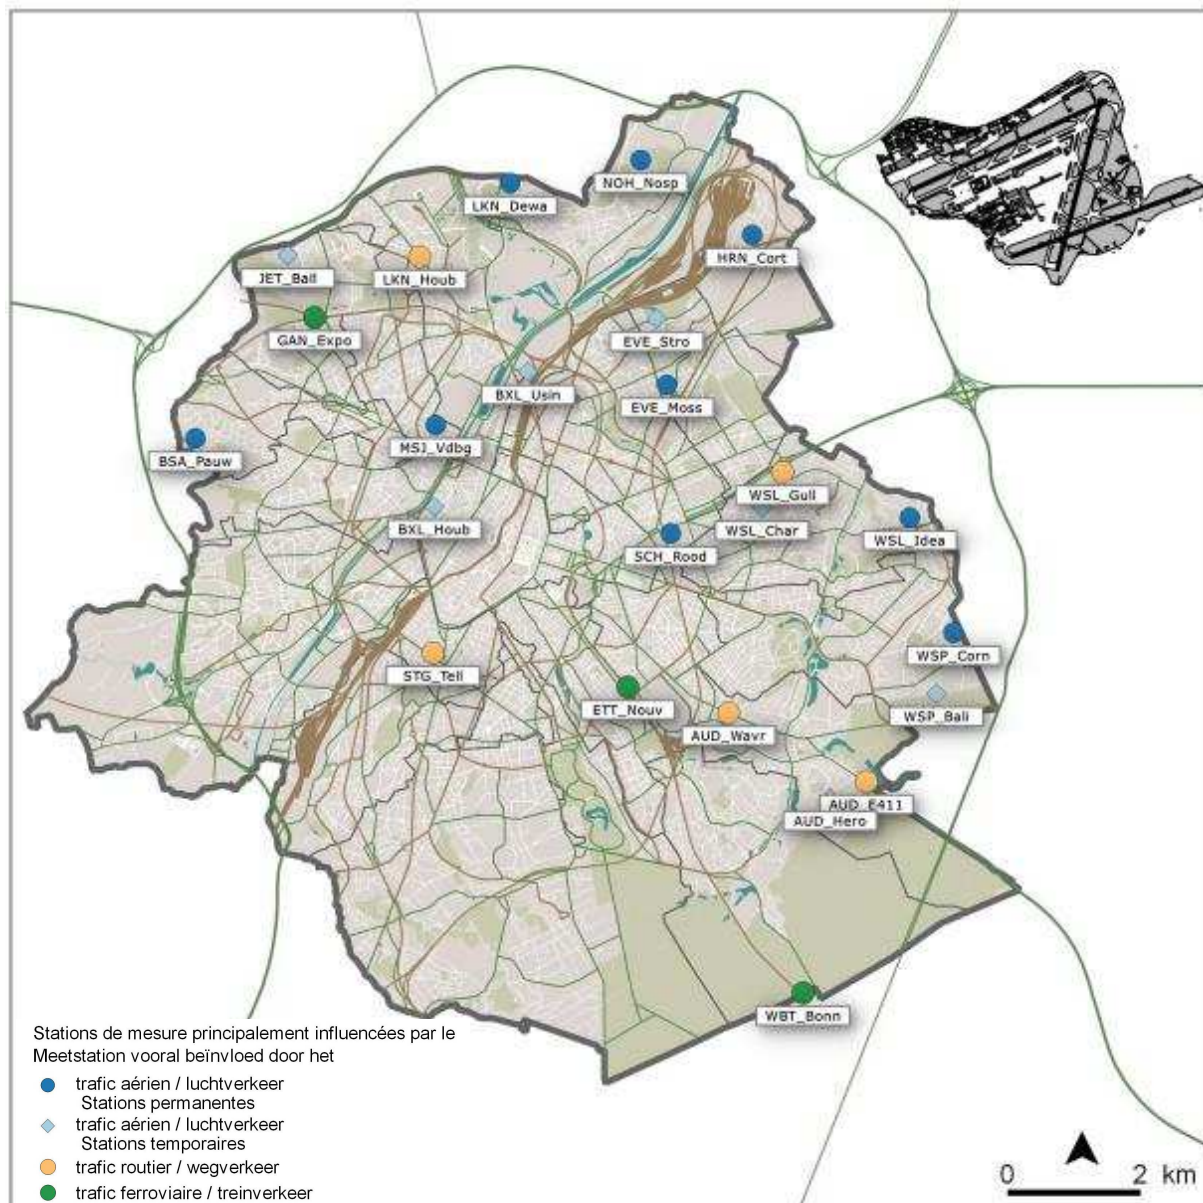 NOH_Nosp
LKN_Dewa
HRN_Cort
JET_Ball
LKN_Houb
GAN_Expo
EVE_Stro
BXL_Usin
EVE_Moss
MSJ_Vdbg
BSA_Pauw
WSL_Gull
BXL_Houb
WSL_Char
WSL_Idea
SCH_Rood
WSP_Corn
STG_Tell
ETT_Nouv
WSP_Bali
AUD_Wavr
AUD_E411
AUD_Hero
WBT_Bonn
Stations de mesure principalement influencées par le
Meetstation vooral beïnvloed door het
trafic aérien / luchtverkeer
Stations permanentes
trafic aérien / luchtverkeer
Stations temporaires
trafic routier / wegverkeer
trafic ferroviaire / treinverkeer
0 2 km